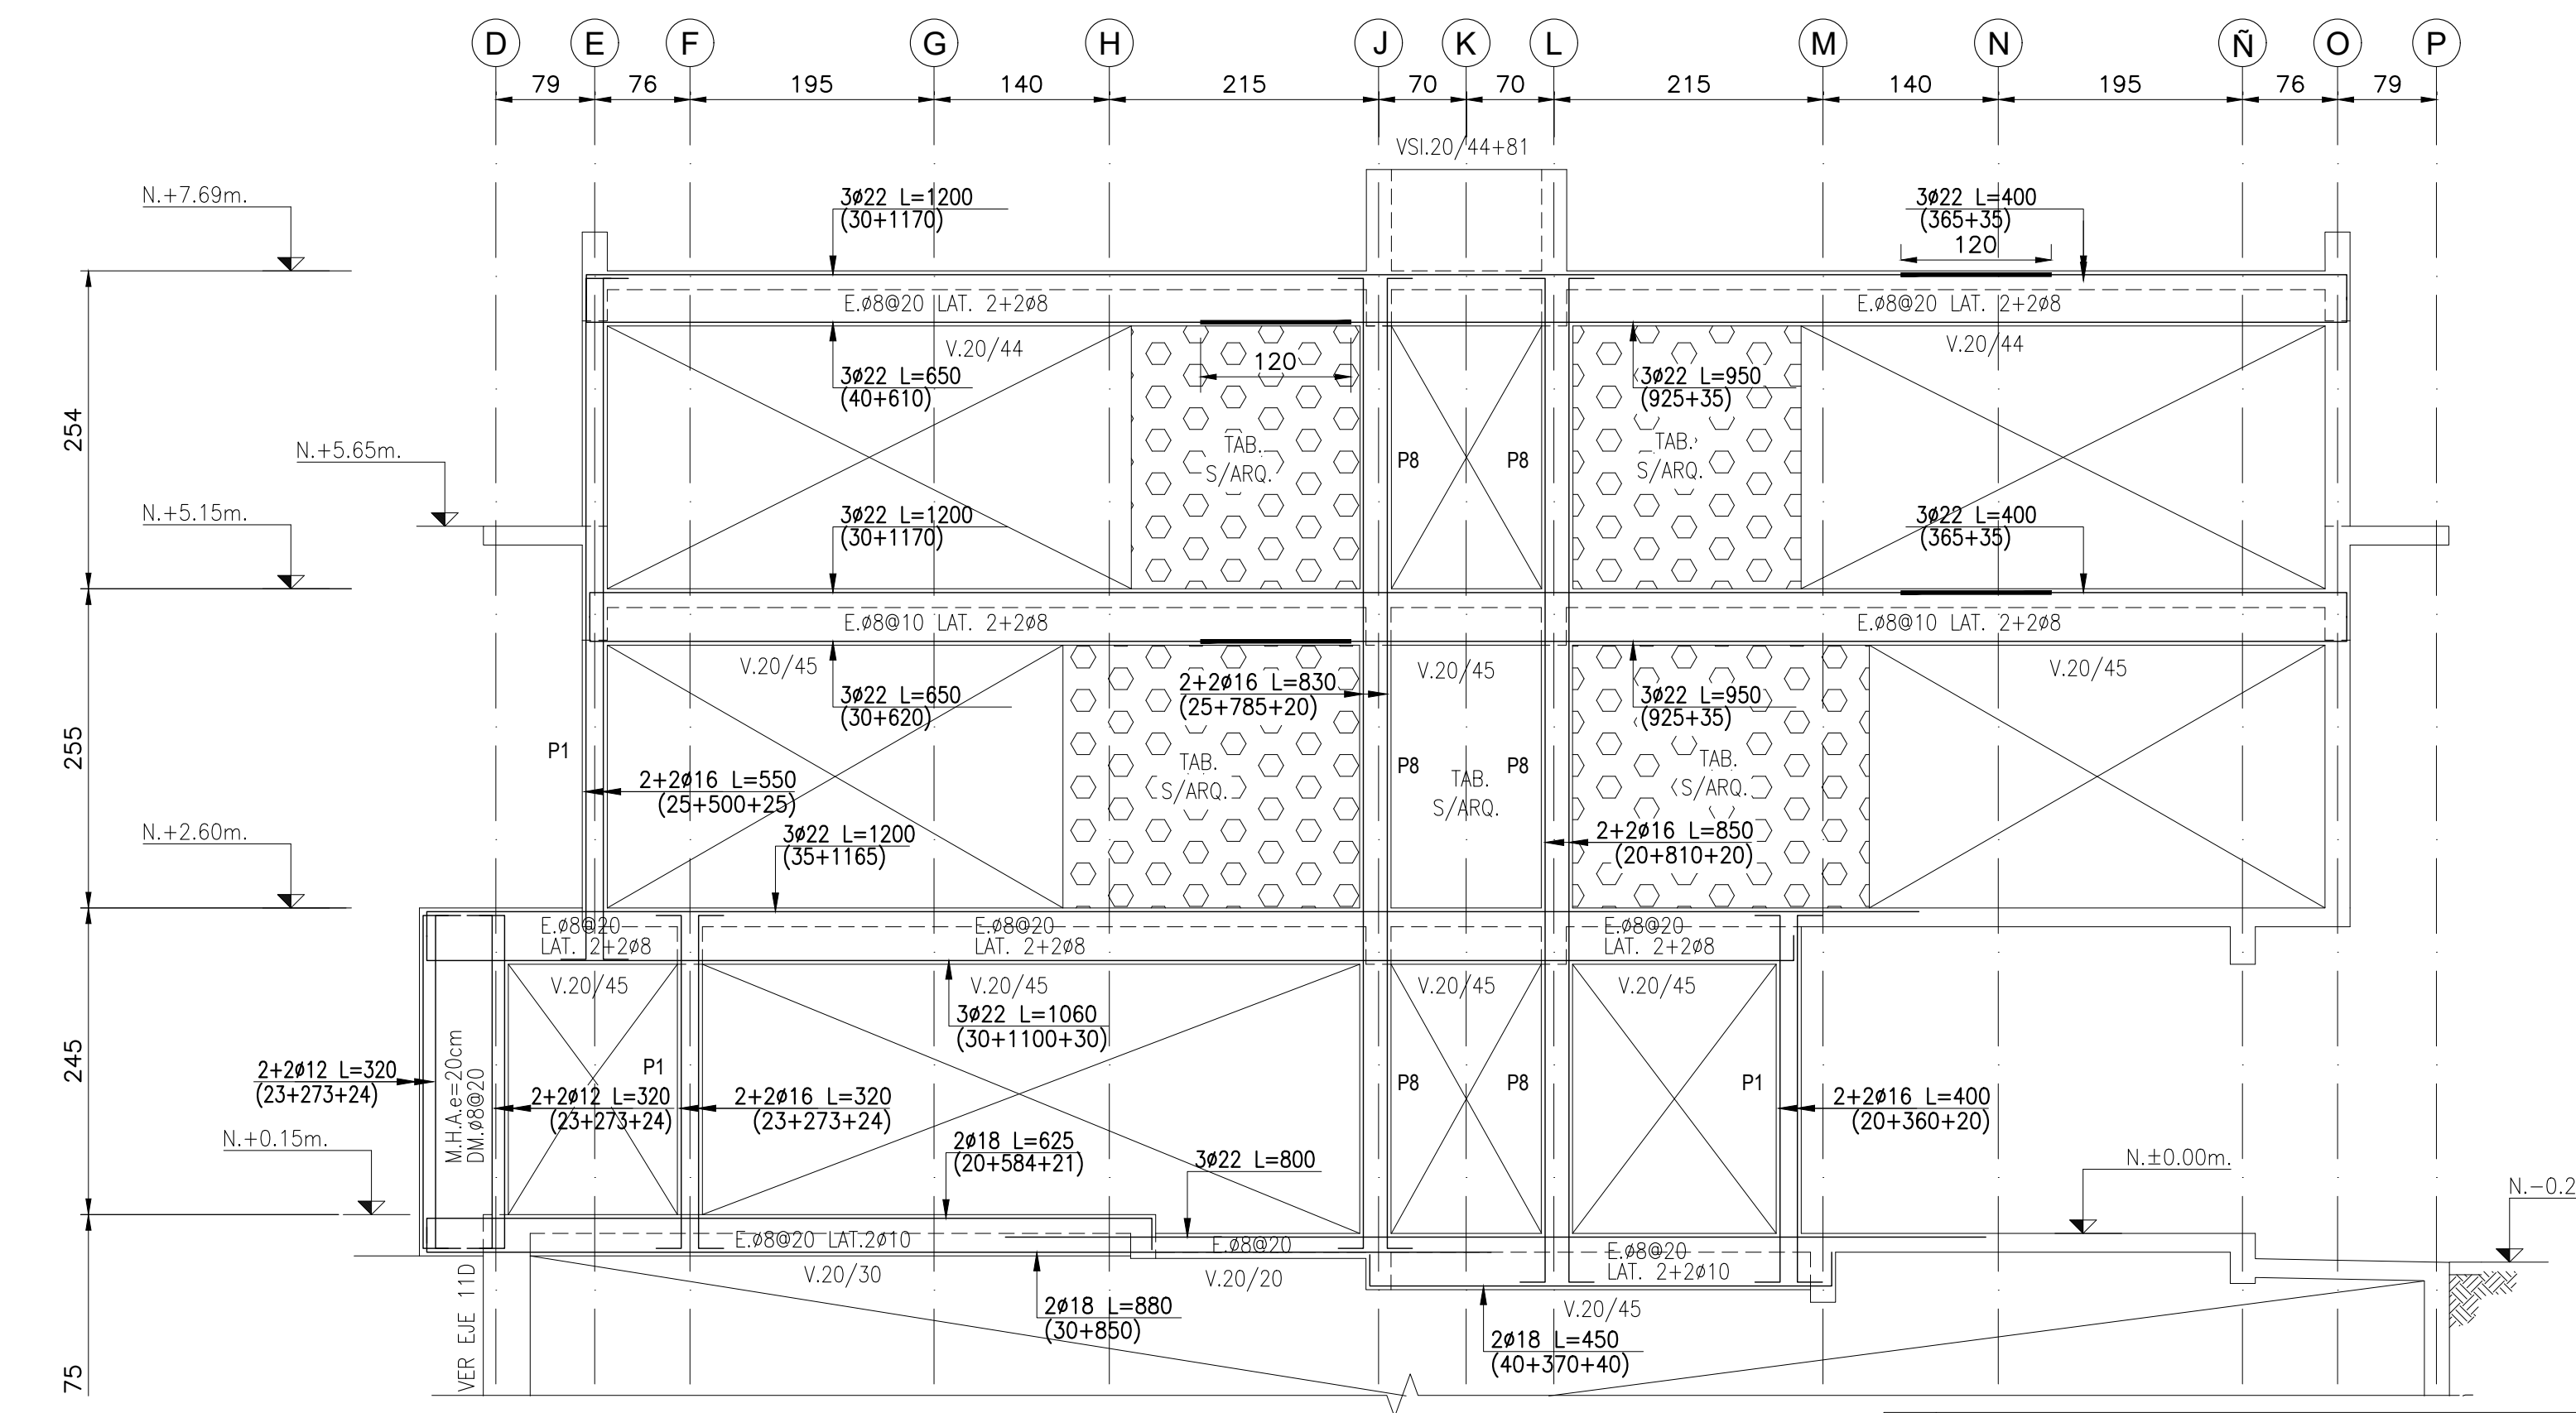 D E F G H J K L M N Ñ O P
79 76 195 140 215 70 70 215 140 195 76 79
VSI.20/44+81
N.+7.69m.
3ø22 L=1200
(30+1170)
3ø22 L=400
(365+35)
120
E.ø8@20 LAT. 2+2ø8
E.ø8@20 LAT. 2+2ø8
V.20/44
V.20/44
120
3ø22 L=650
(40+610)
3ø22 L=950
(925+35)
254
TAB.
S/ARQ.
TAB.
S/ARQ.
P8
P8
N.+5.65m.
N.+5.15m.
3ø22 L=1200
(30+1170)
3ø22 L=400
(365+35)
E.ø8@10 LAT. 2+2ø8
E.ø8@10 LAT. 2+2ø8
V.20/45
V.20/45
V.20/45
3ø22 L=650
(30+620)
2+2ø16 L=830
(25+785+20)
3ø22 L=950
(925+35)
255
P1
P8
P8
TAB.
S/ARQ.
TAB.
S/ARQ.
TAB.
S/ARQ.
2+2ø16 L=550
(25+500+25)
N.+2.60m.
3ø22 L=1200
(35+1165)
2+2ø16 L=850
(20+810+20)
E.ø8@20
LAT. 2+2ø8
E.ø8@20
LAT. 2+2ø8
E.ø8@20
LAT. 2+2ø8
V.20/45
V.20/45
V.20/45
V.20/45
3ø22 L=1060
(30+1100+30)
245
M.H.A.e=20cm
DM.ø8@20
P1
P8
P8
P1
2+2ø12 L=320
(23+273+24)
2+2ø12 L=320
(23+273+24)
2+2ø16 L=320
(23+273+24)
2+2ø16 L=400
(20+360+20)
N.+0.15m.
2ø18 L=625
(20+584+21)
3ø22 L=800
N.±0.00m.
N.-0.2
E.ø8@20 LAT.2ø10
E.ø8@20
E.ø8@20
LAT. 2+2ø10
V.20/30
V.20/20
V.20/45
2ø18 L=880
(30+850)
2ø18 L=450
(40+370+40)
VER EJE 11D
75